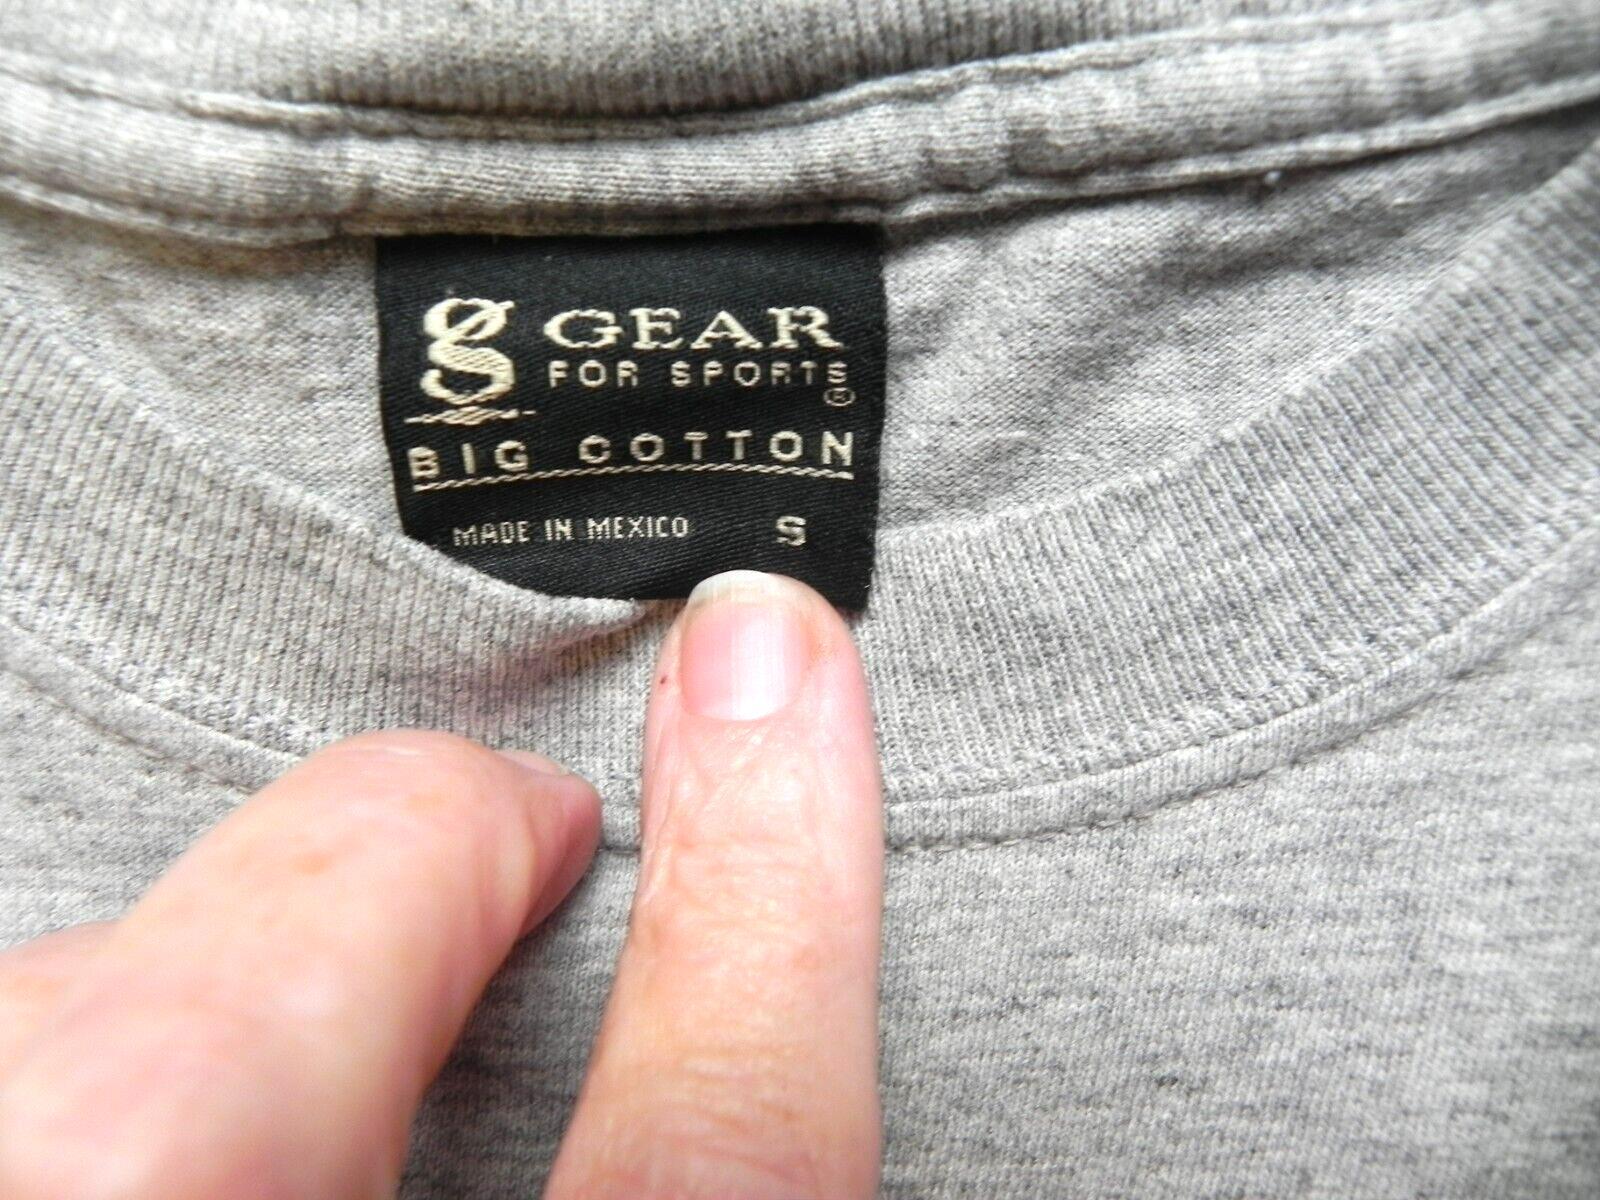 g GEAR
FOR SPORTS®
BIG COTTON
MADE IN MEXICO S